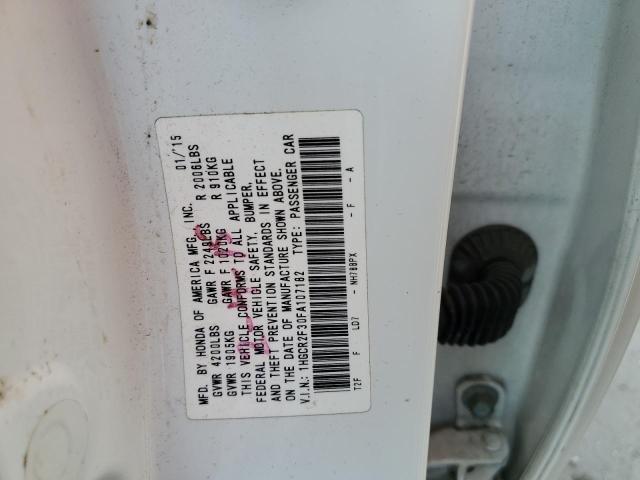 MFD. BY HONDA OF AMERICA MFG., INC. 01/'15
GVWR 4200LBS GAWR F 2249LBS R 2006LBS
GVWR 1905KG GAWR F 1020KG R 910KG
THIS VEHICLE CONFORMS TO ALL APPLICABLE
FEDERAL MOTOR VEHICLE SAFETY, BUMPER,
AND THEFT PREVENTION STANDARDS IN EFFECT
ON THE DATE OF MANUFACTURE SHOWN ABOVE.
V.I.N.: 1HGCR2F30FA107182 TYPE: PASSENGER CAR
T2F F LD7 - NH788PX - F - A